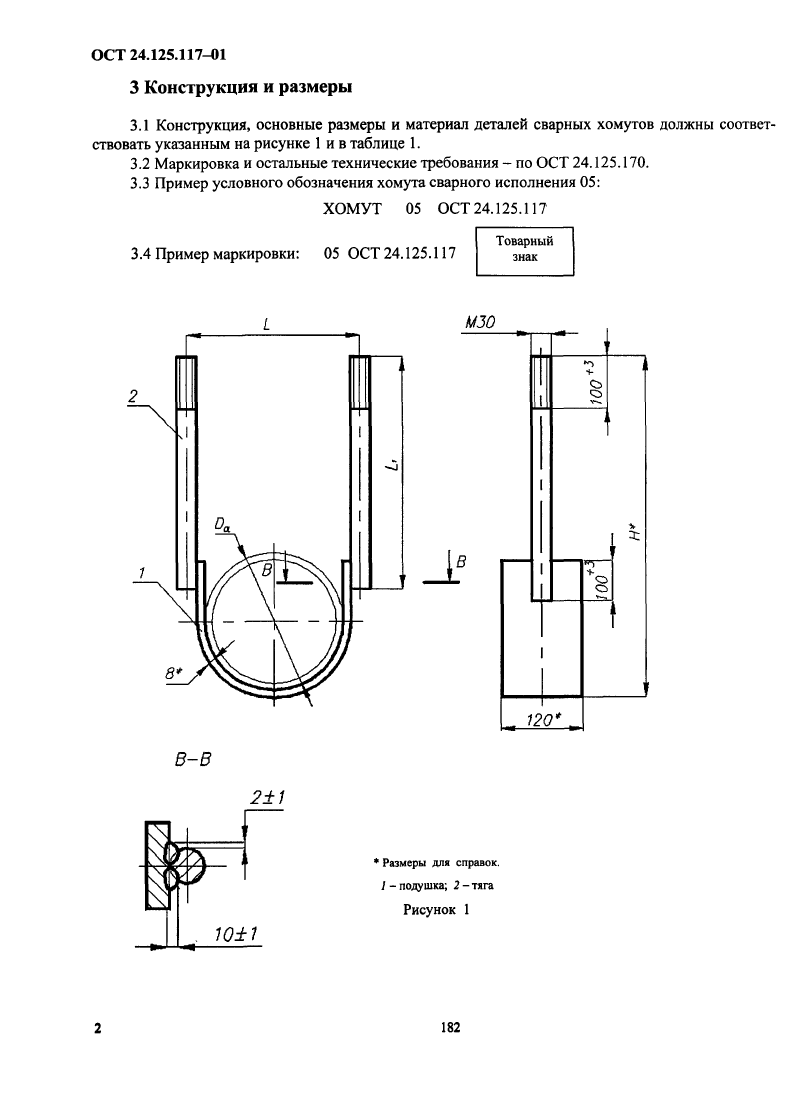 ОСТ 24.125.117–01
3 Конструкция и размеры
3.1 Конструкция, основные размеры и материал деталей сварных хомутов должны соответ-
ствовать указанным на рисунке 1 и в таблице 1.
3.2 Маркировка и остальные технические требования – по ОСТ 24.125.170.
3.3 Пример условного обозначения хомута сварного исполнения 05:
ХОМУТ 05 ОСТ 24.125.117
3.4 Пример маркировки: 05 ОСТ 24.125.117
Товарный
знак
L
M30
100+3
2
L1
H*
Dа
B
B
1
100+3
8*
120*
B–B
2±1
* Размеры для справок.
1 – подушка; 2 – тяга
Рисунок 1
10±1
2
182